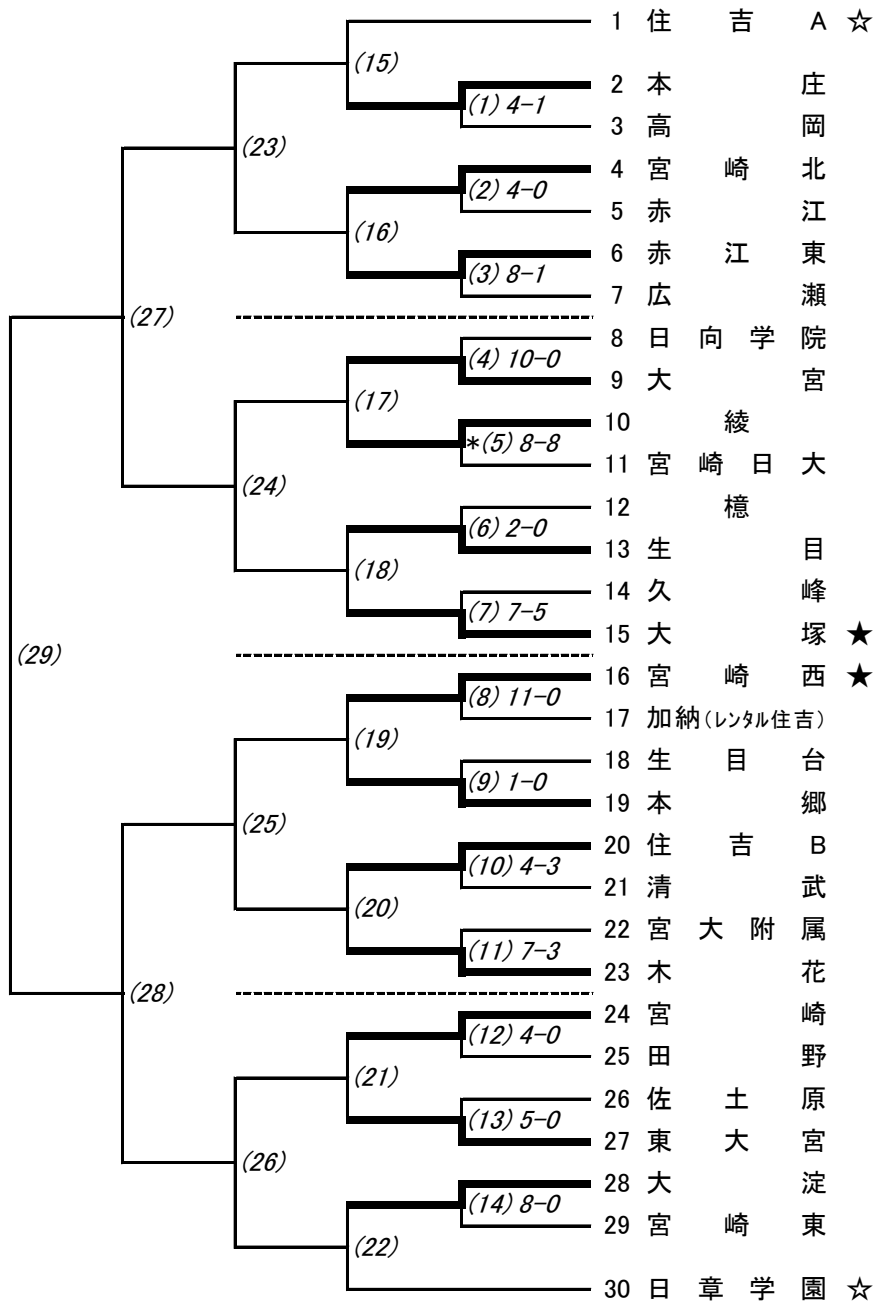 1 住吉A ☆
(15)
2 本庄
(1) 4-1
3 高岡
(23)
4 宮崎北
(2) 4-0
5 赤江
(16)
6 赤江東
(3) 8-1
7 広瀬
(27)
8 日向学院
(4) 10-0
9 大宮
(17)
10 綾
*(5) 8-8
11 宮崎日大
(24)
12 檍
(6) 2-0
13 生目
(18)
14 久峰
(7) 7-5
15 大塚 ★
(29)
16 宮崎西 ★
(8) 11-0
17 加納(レンタル住吉)
(19)
18 生目台
(9) 1-0
19 本郷
(25)
20 住吉B
(10) 4-3
21 清武
(20)
22 宮大附属
(11) 7-3
23 木花
(28)
24 宮崎
(12) 4-0
25 田野
(21)
26 佐土原
(13) 5-0
27 東大宮
(26)
28 大淀
(14) 8-0
29 宮崎東
(22)
30 日章学園 ☆